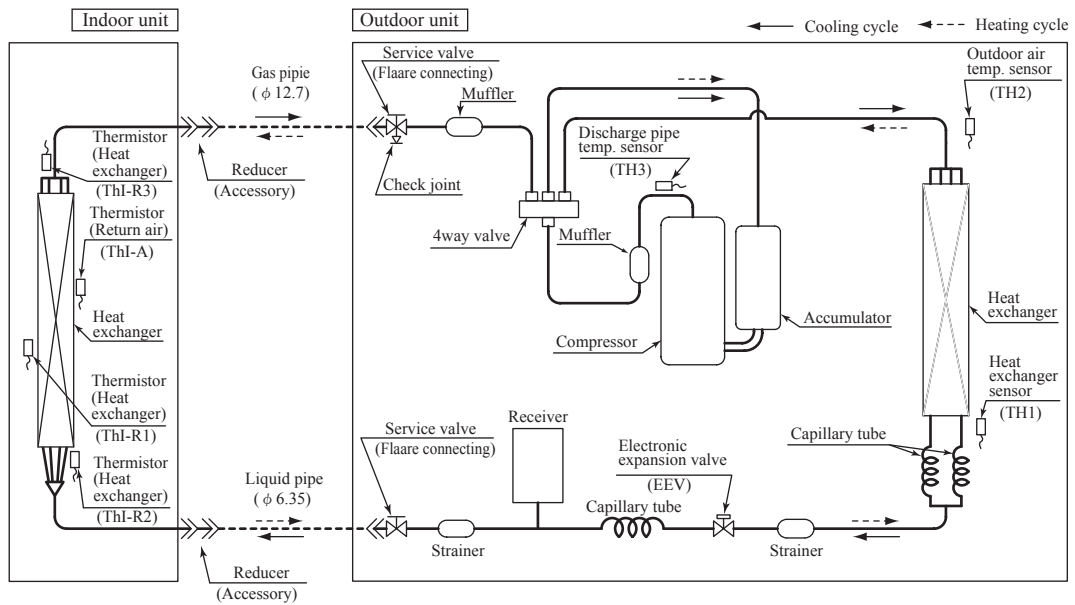 Indoor unit
Outdoor unit
Cooling cycle
Heating cycle
Gas pipie
( φ 12.7)
Service valve
(Flaare connecting)
Muffler
Outdoor air
temp. sensor
(TH2)
Thermistor
(Heat
exchanger)
(ThI-R3)
Reducer
(Accessory)
Check joint
Discharge pipe
temp. sensor
(TH3)
Thermistor
(Return air)
(ThI-A)
4way valve
Muffler
Heat
exchanger
Compressor
Accumulator
Heat
exchanger
Thermistor
(Heat
exchanger)
(ThI-R1)
Heat
exchanger
sensor
(TH1)
Service valve
(Flaare connecting)
Receiver
Electronic
expansion valve
(EEV)
Capillary tube
Thermistor
(Heat
exchanger)
(ThI-R2)
Liquid pipe
( φ 6.35)
Capillary tube
Strainer
Strainer
Reducer
(Accessory)